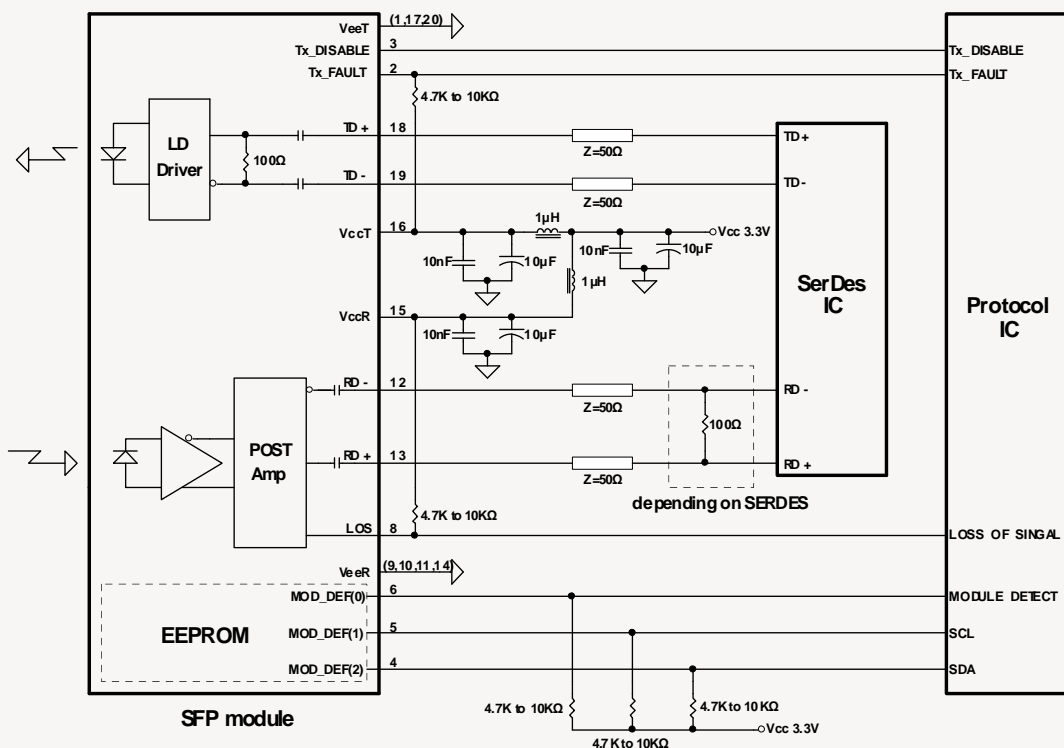 VeeT (1,17,20)
Tx_DISABLE 3 Tx_DISABLE
Tx_FAULT 2 Tx_FAULT
4.7K to 10KΩ
LD
Driver
100Ω
TD+ 18 TD+
Z=50Ω
TD- 19 TD-
Z=50Ω
VccT 16
1μH
Vcc 3.3V
10nF
10μF
10nF
10μF
1μH
VccR 15
10nF
10μF
SerDes
IC
Protocol
IC
RD- 12 RD-
Z=50Ω
100Ω
POST
Amp
RD+ 13 RD+
Z=50Ω
depending on SERDES
4.7K to 10KΩ
LOS 8 LOSS OF SINGAL
VeeR (9,10,11,14)
EEPROM
MOD_DEF(0) 6 MODULE DETECT
MOD_DEF(1) 5 SCL
MOD_DEF(2) 4 SDA
SFP module
4.7K to 10KΩ
4.7K to 10KΩ
4.7K to 10KΩ
Vcc 3.3V